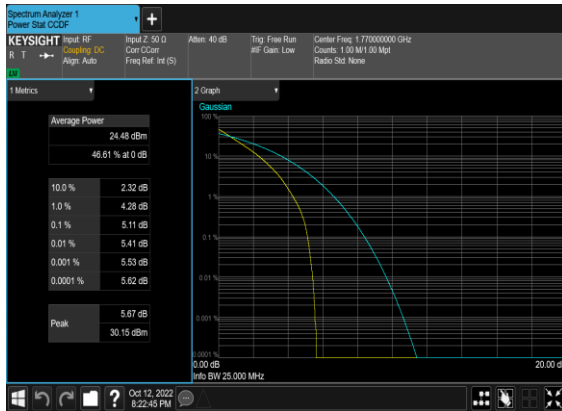 Spectrum Analyzer 1
Power Stat CCDF
KEYSIGHT
R T
LXI
Input: RF
Coupling: DC
Align: Auto
Input Z: 50 Ω
Corr CCorr
Freq Ref: Int (S)
Atten: 40 dB
Trig: Free Run
#IF Gain: Low
Center Freq: 1.770000000 GHz
Counts: 1.00 M/1.00 Mpt
Radio Std: None
1 Metrics
Average Power
24.48 dBm
46.61 % at 0 dB
10.0 % 2.32 dB
1.0 % 4.28 dB
0.1 % 5.11 dB
0.01 % 5.41 dB
0.001 % 5.53 dB
0.0001 % 5.62 dB
Peak
5.67 dB
30.15 dBm
2 Graph
Gaussian
100 %
10 %
1 %
0.1 %
0.01 %
0.001 %
0.0001 %
0.00 dB
20.00 d
Info BW 25.000 MHz
?
Oct 12, 2022
8:22:45 PM